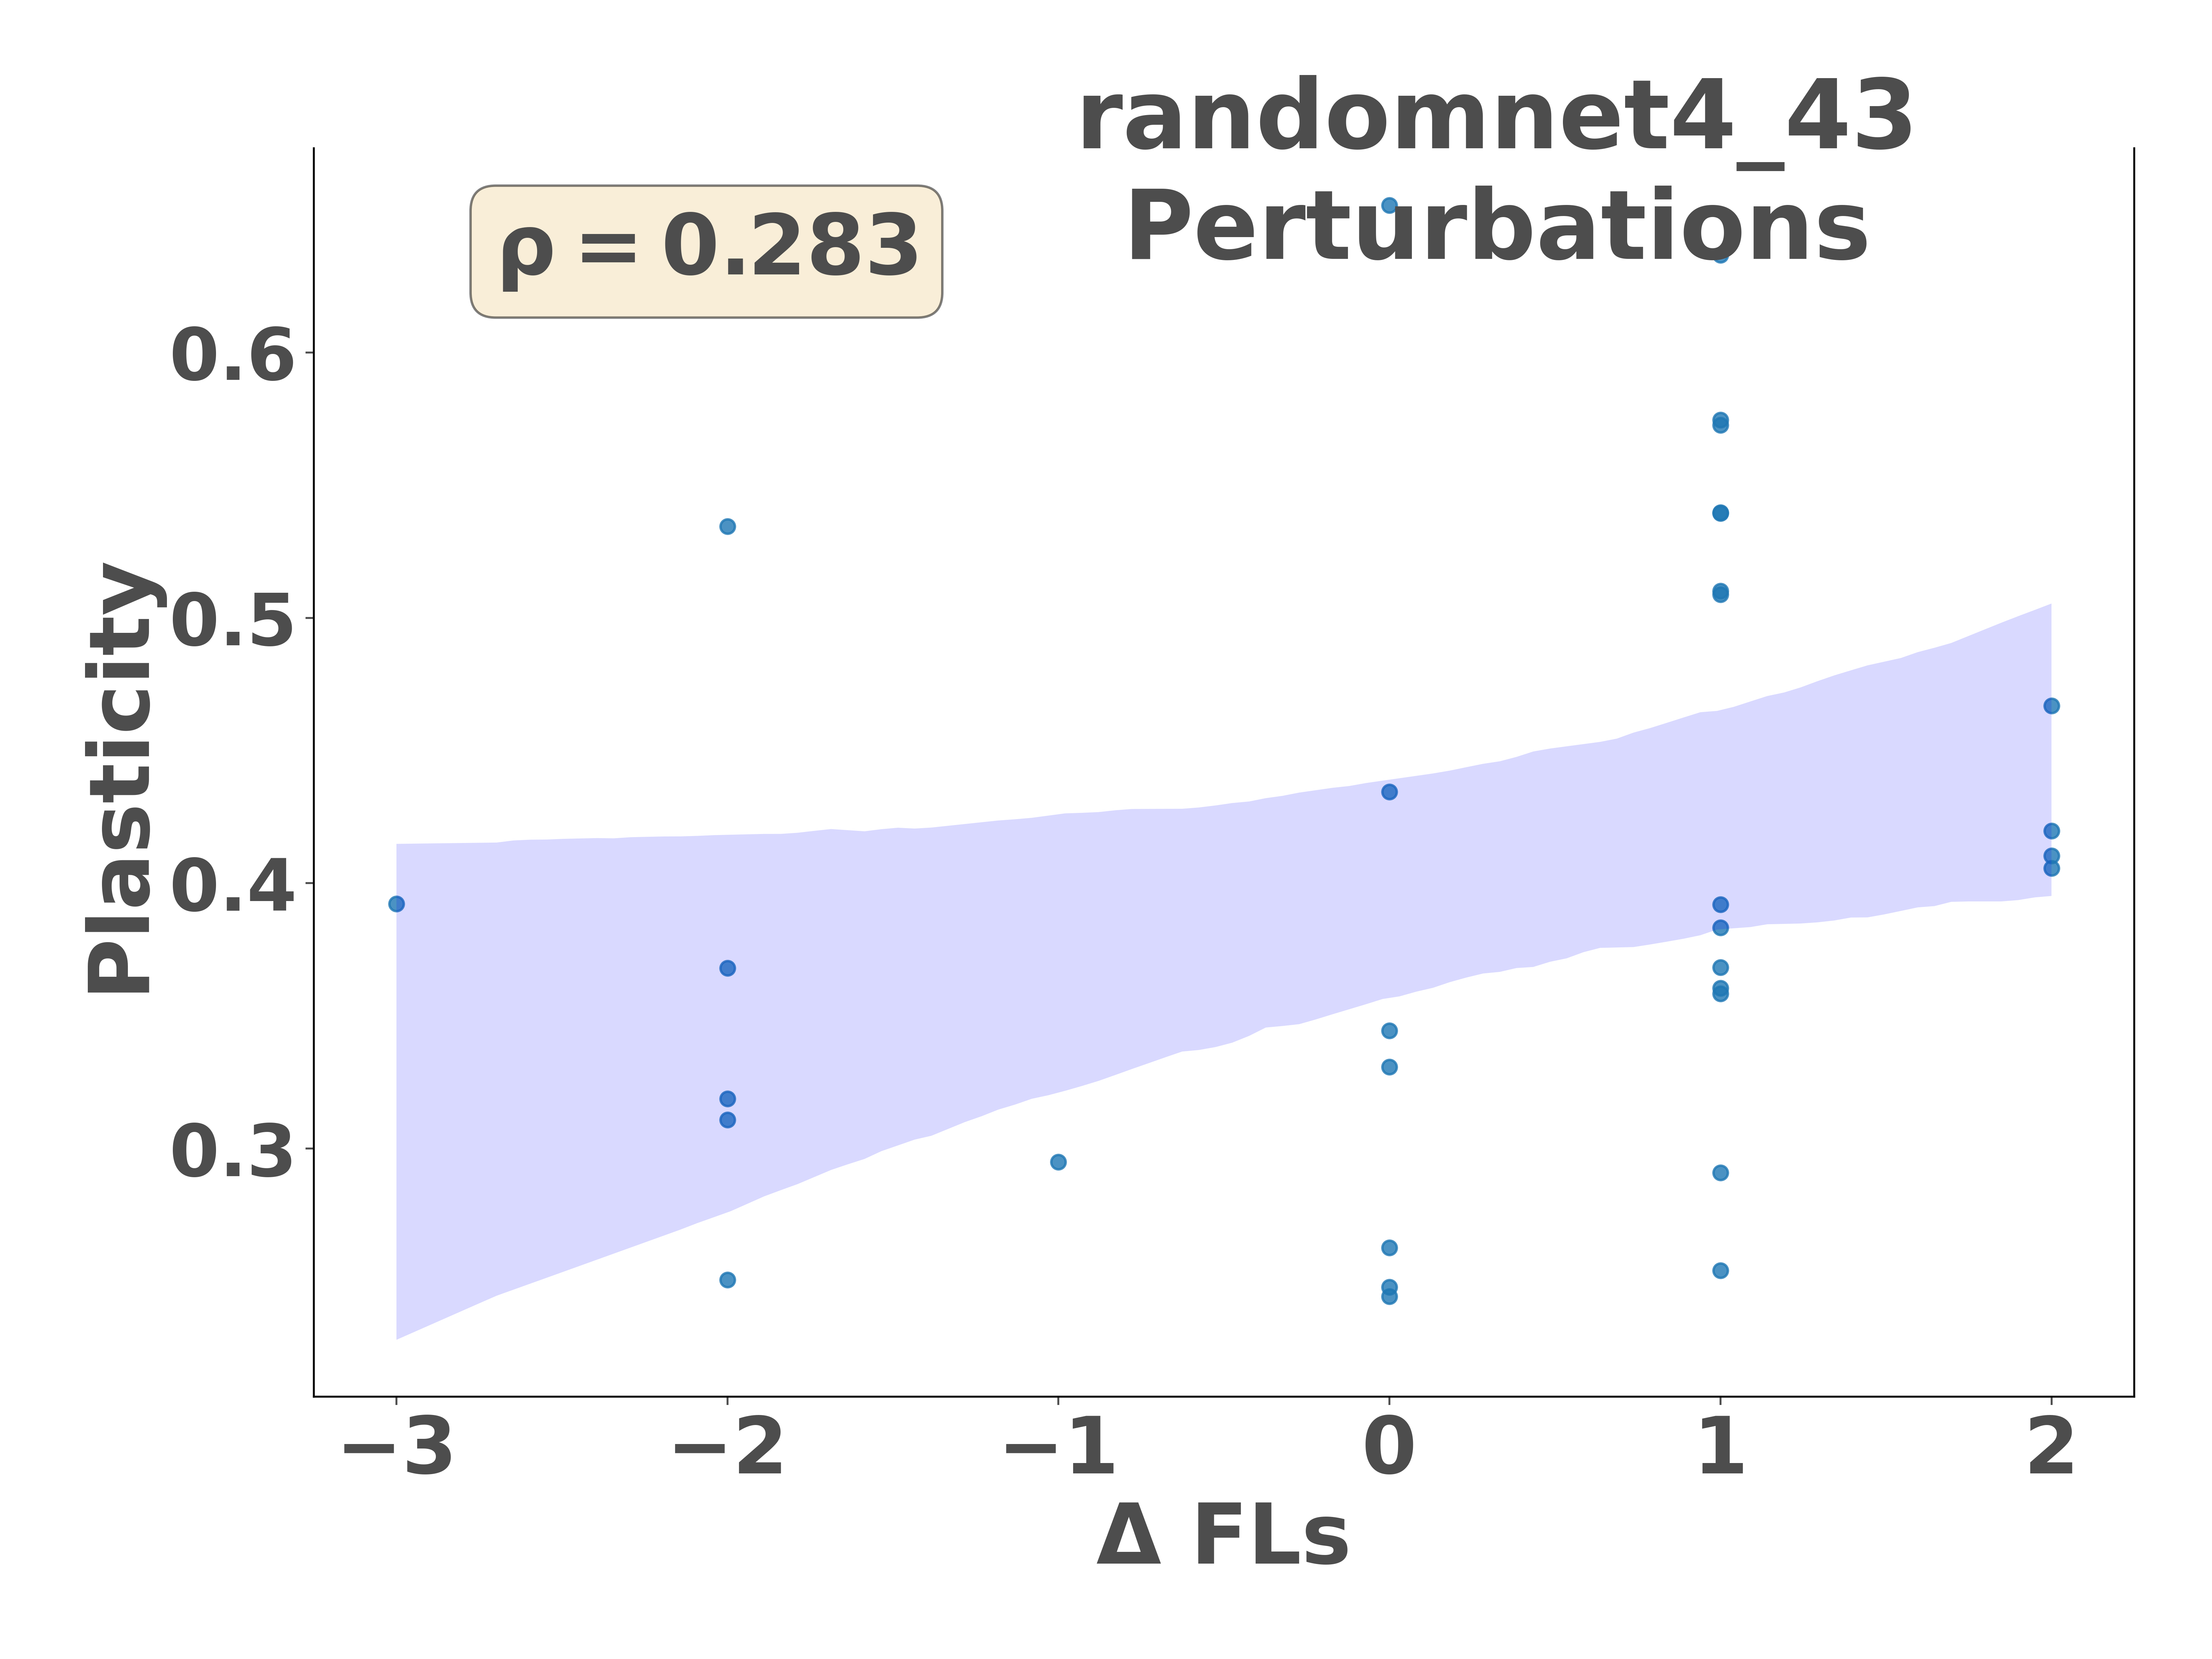 randomnet4_43
Perturbations
ρ = 0.283
Plasticity
0.6
0.5
0.4
0.3
−3
−2
−1
0
1
2
Δ FLs